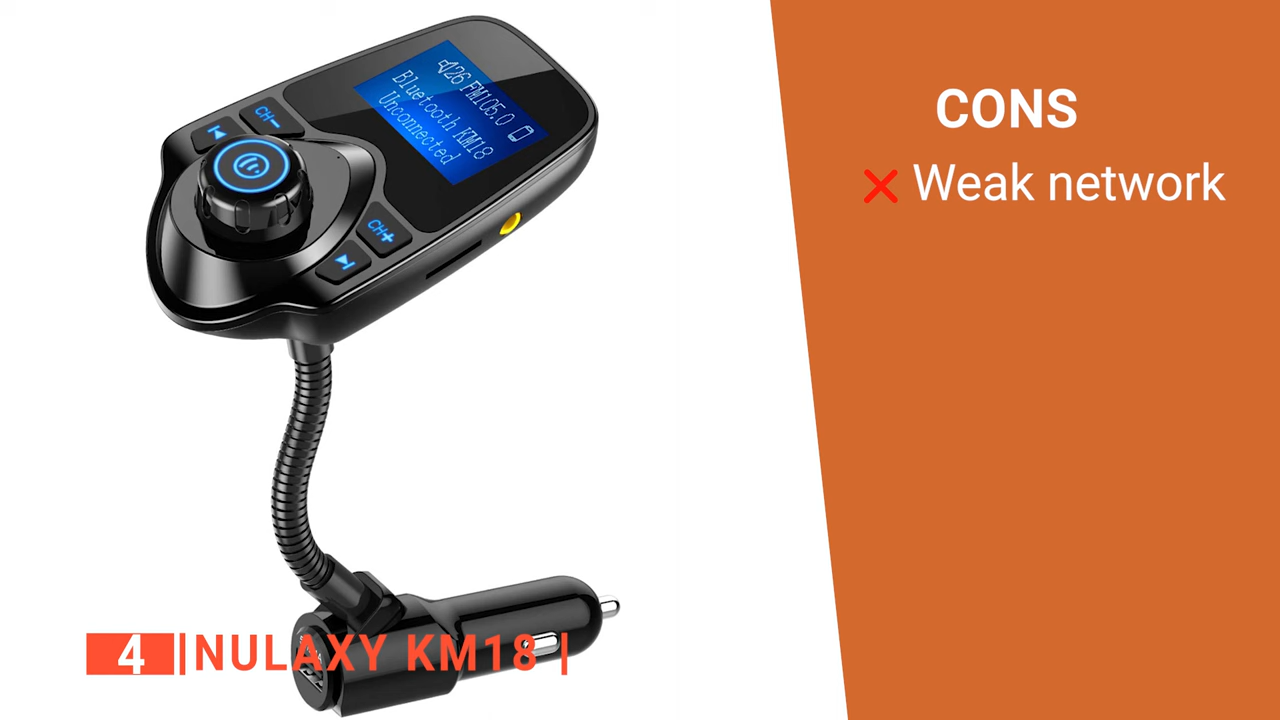 CONS
Weak network
26 FM105.0
Bluetooth KM18
Unconnected
CH-
CH+
4 |NULAXY KM18 |